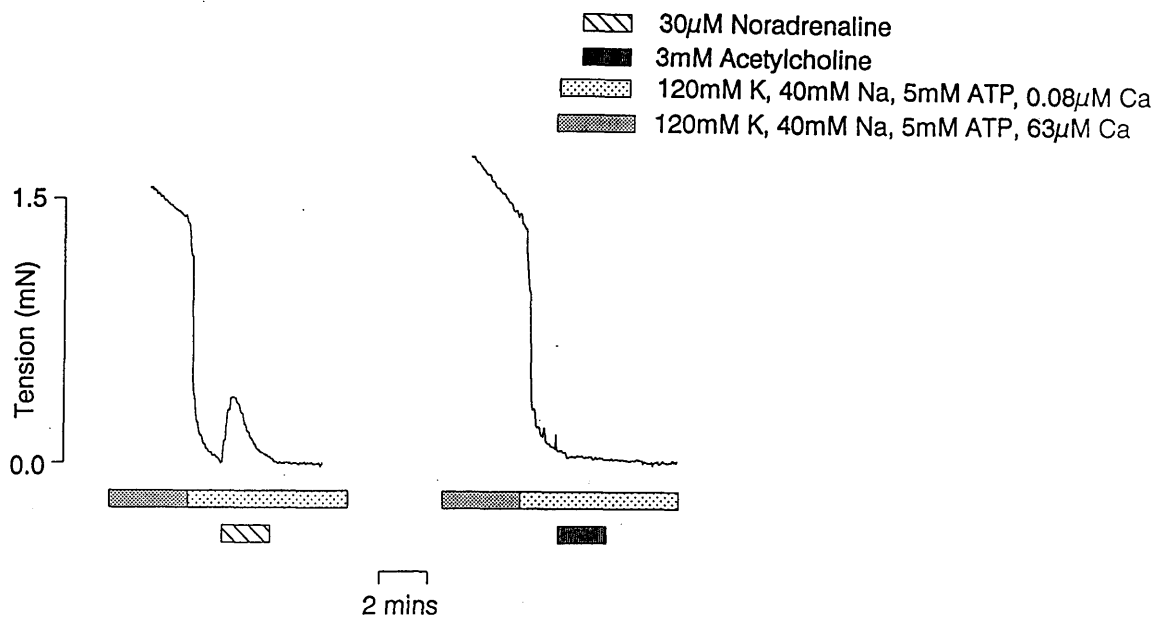 30µM Noradrenaline
3mM Acetylcholine
120mM K, 40mM Na, 5mM ATP, 0.08µM Ca
120mM K, 40mM Na, 5mM ATP, 63µM Ca
1.5
Tension (mN)
0.0
2 mins